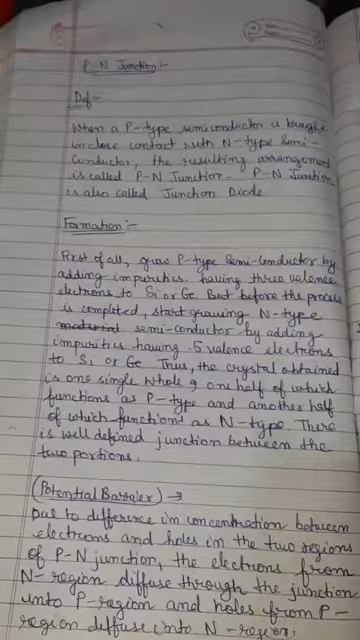 P-N Junction :-
Def -
When a P-type semiconductor is brought
in close contact with N-type Semi-
Conductor, the resulting arrangement
is called P-N Junction. P-N Junction
is also called Junction Diode.
Formation :-
First of all, grow P-type Semi-Conductor by
adding impurities having three valence
electrons to Si or Ge. But before the process
is completed, start growing N-type
material semi-conductor by adding
impurities having 5 valence electrons
to Si or Ge Thus, the crystal obtained
is one single whole, one half of which
functions as P-type and another half
of which functions as N-type. There
is well defined junction between the
two portions.
(Potential Barraier) →
Due to difference in concentration between
electrons and holes in the two regions
of P-N junction, the electrons from
N-region diffuse through the junction
into P-region and holes from P-
region diffuse into N-region.